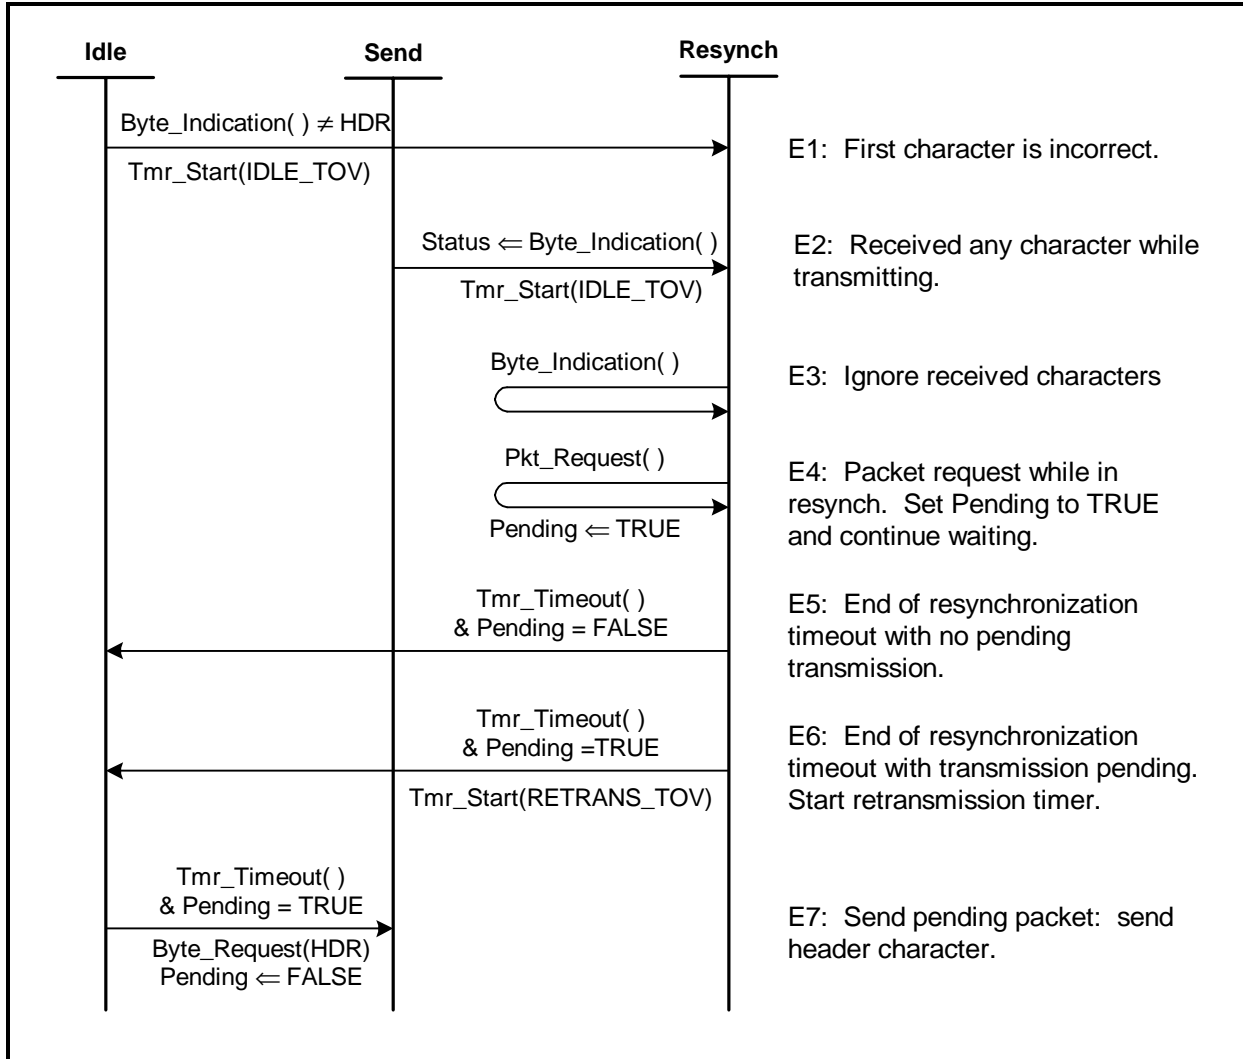 Idle
Send
Resynch
Byte_Indication( ) ≠ HDR
Tmr_Start(IDLE_TOV)
E1:  First character is incorrect.
Status ⇐ Byte_Indication( )
Tmr_Start(IDLE_TOV)
E2:  Received any character while
transmitting.
Byte_Indication( )
E3:  Ignore received characters
Pkt_Request( )
Pending ⇐ TRUE
E4:  Packet request while in
resynch.  Set Pending to TRUE
and continue waiting.
Tmr_Timeout( )
& Pending = FALSE
E5:  End of resynchronization
timeout with no pending
transmission.
Tmr_Timeout( )
& Pending =TRUE
Tmr_Start(RETRANS_TOV)
E6:  End of resynchronization
timeout with transmission pending.
Start retransmission timer.
Tmr_Timeout( )
& Pending = TRUE
Byte_Request(HDR)
Pending ⇐ FALSE
E7:  Send pending packet:  send
header character.